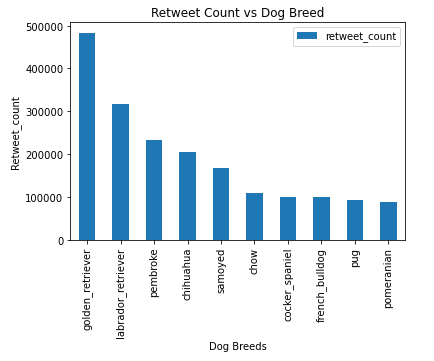 Retweet Count vs Dog Breed
retweet_count
Retweet_count
500000
400000
300000
200000
100000
0
golden_retriever
labrador_retriever
pembroke
chihuahua
samoyed
chow
cocker_spaniel
french_bulldog
pug
pomeranian
Dog Breeds